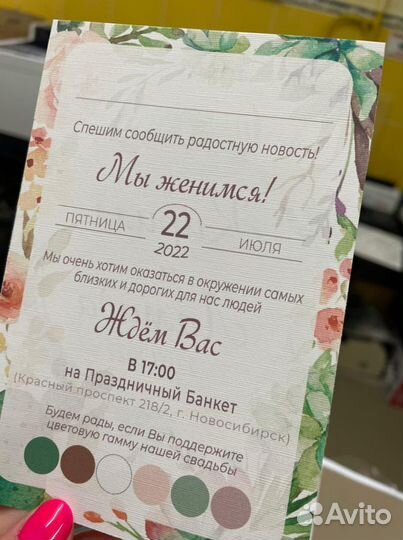 Спешим сообщить радостную новость!
Мы женимся!
ПЯТНИЦА 22 ИЮЛЯ
2022
Мы очень хотим оказаться в окружении самых
близких и дорогих для нас людей
Ждём Вас
В 17:00
на Праздничный Банкет
(Красный проспект 218/2, г. Новосибирск)
Будем рады, если Вы поддержите
цветовую гамму нашей свадьбы
Avito